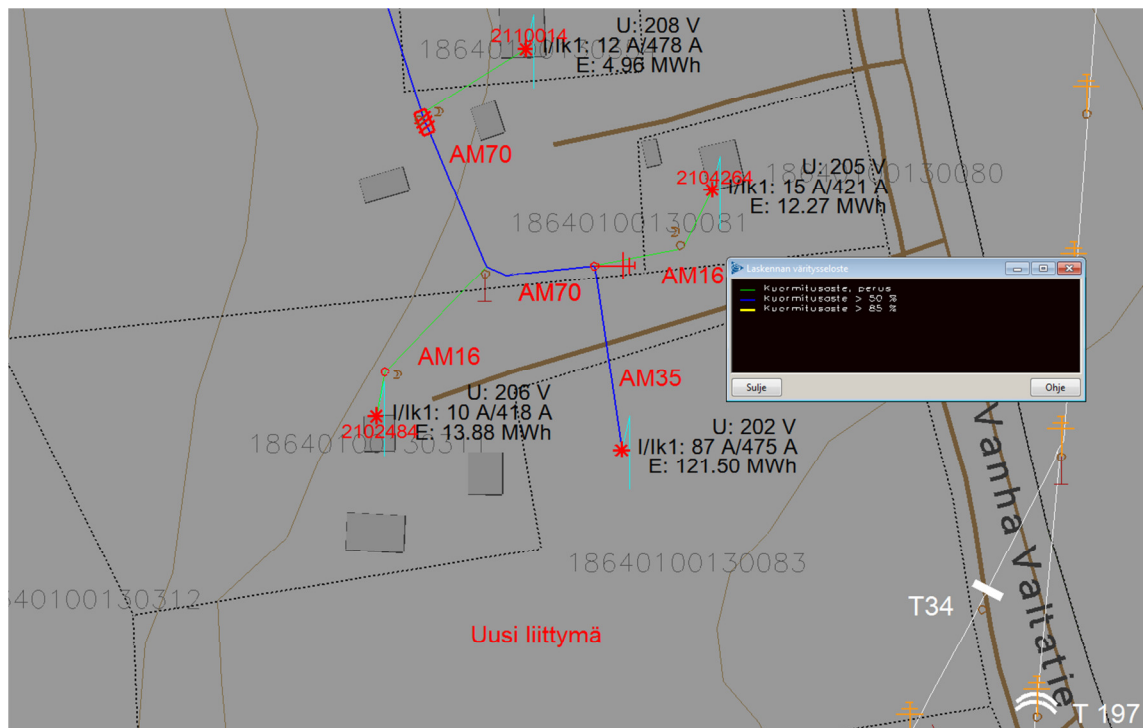 U: 208 V
2110014
I/Ik1: 12 A/478 A
E: 4.96 MWh
AM70
U: 205 V
18640100130080
2104264
I/Ik1: 15 A/421 A
E: 12.27 MWh
18640100130081
AM16
AM70
Laskennan väritysseloste
Kuormitusaste, perus
Kuormitusaste > 50 %
Kuormitusaste > 85 %
Sulje
Ohje
AM16
AM35
U: 206 V
I/Ik1: 10 A/418 A
2102484
E: 13.88 MWh
U: 202 V
I/Ik1: 87 A/475 A
E: 121.50 MWh
18640100130083
Vanha Valtatie
T34
Uusi liittymä
T 197